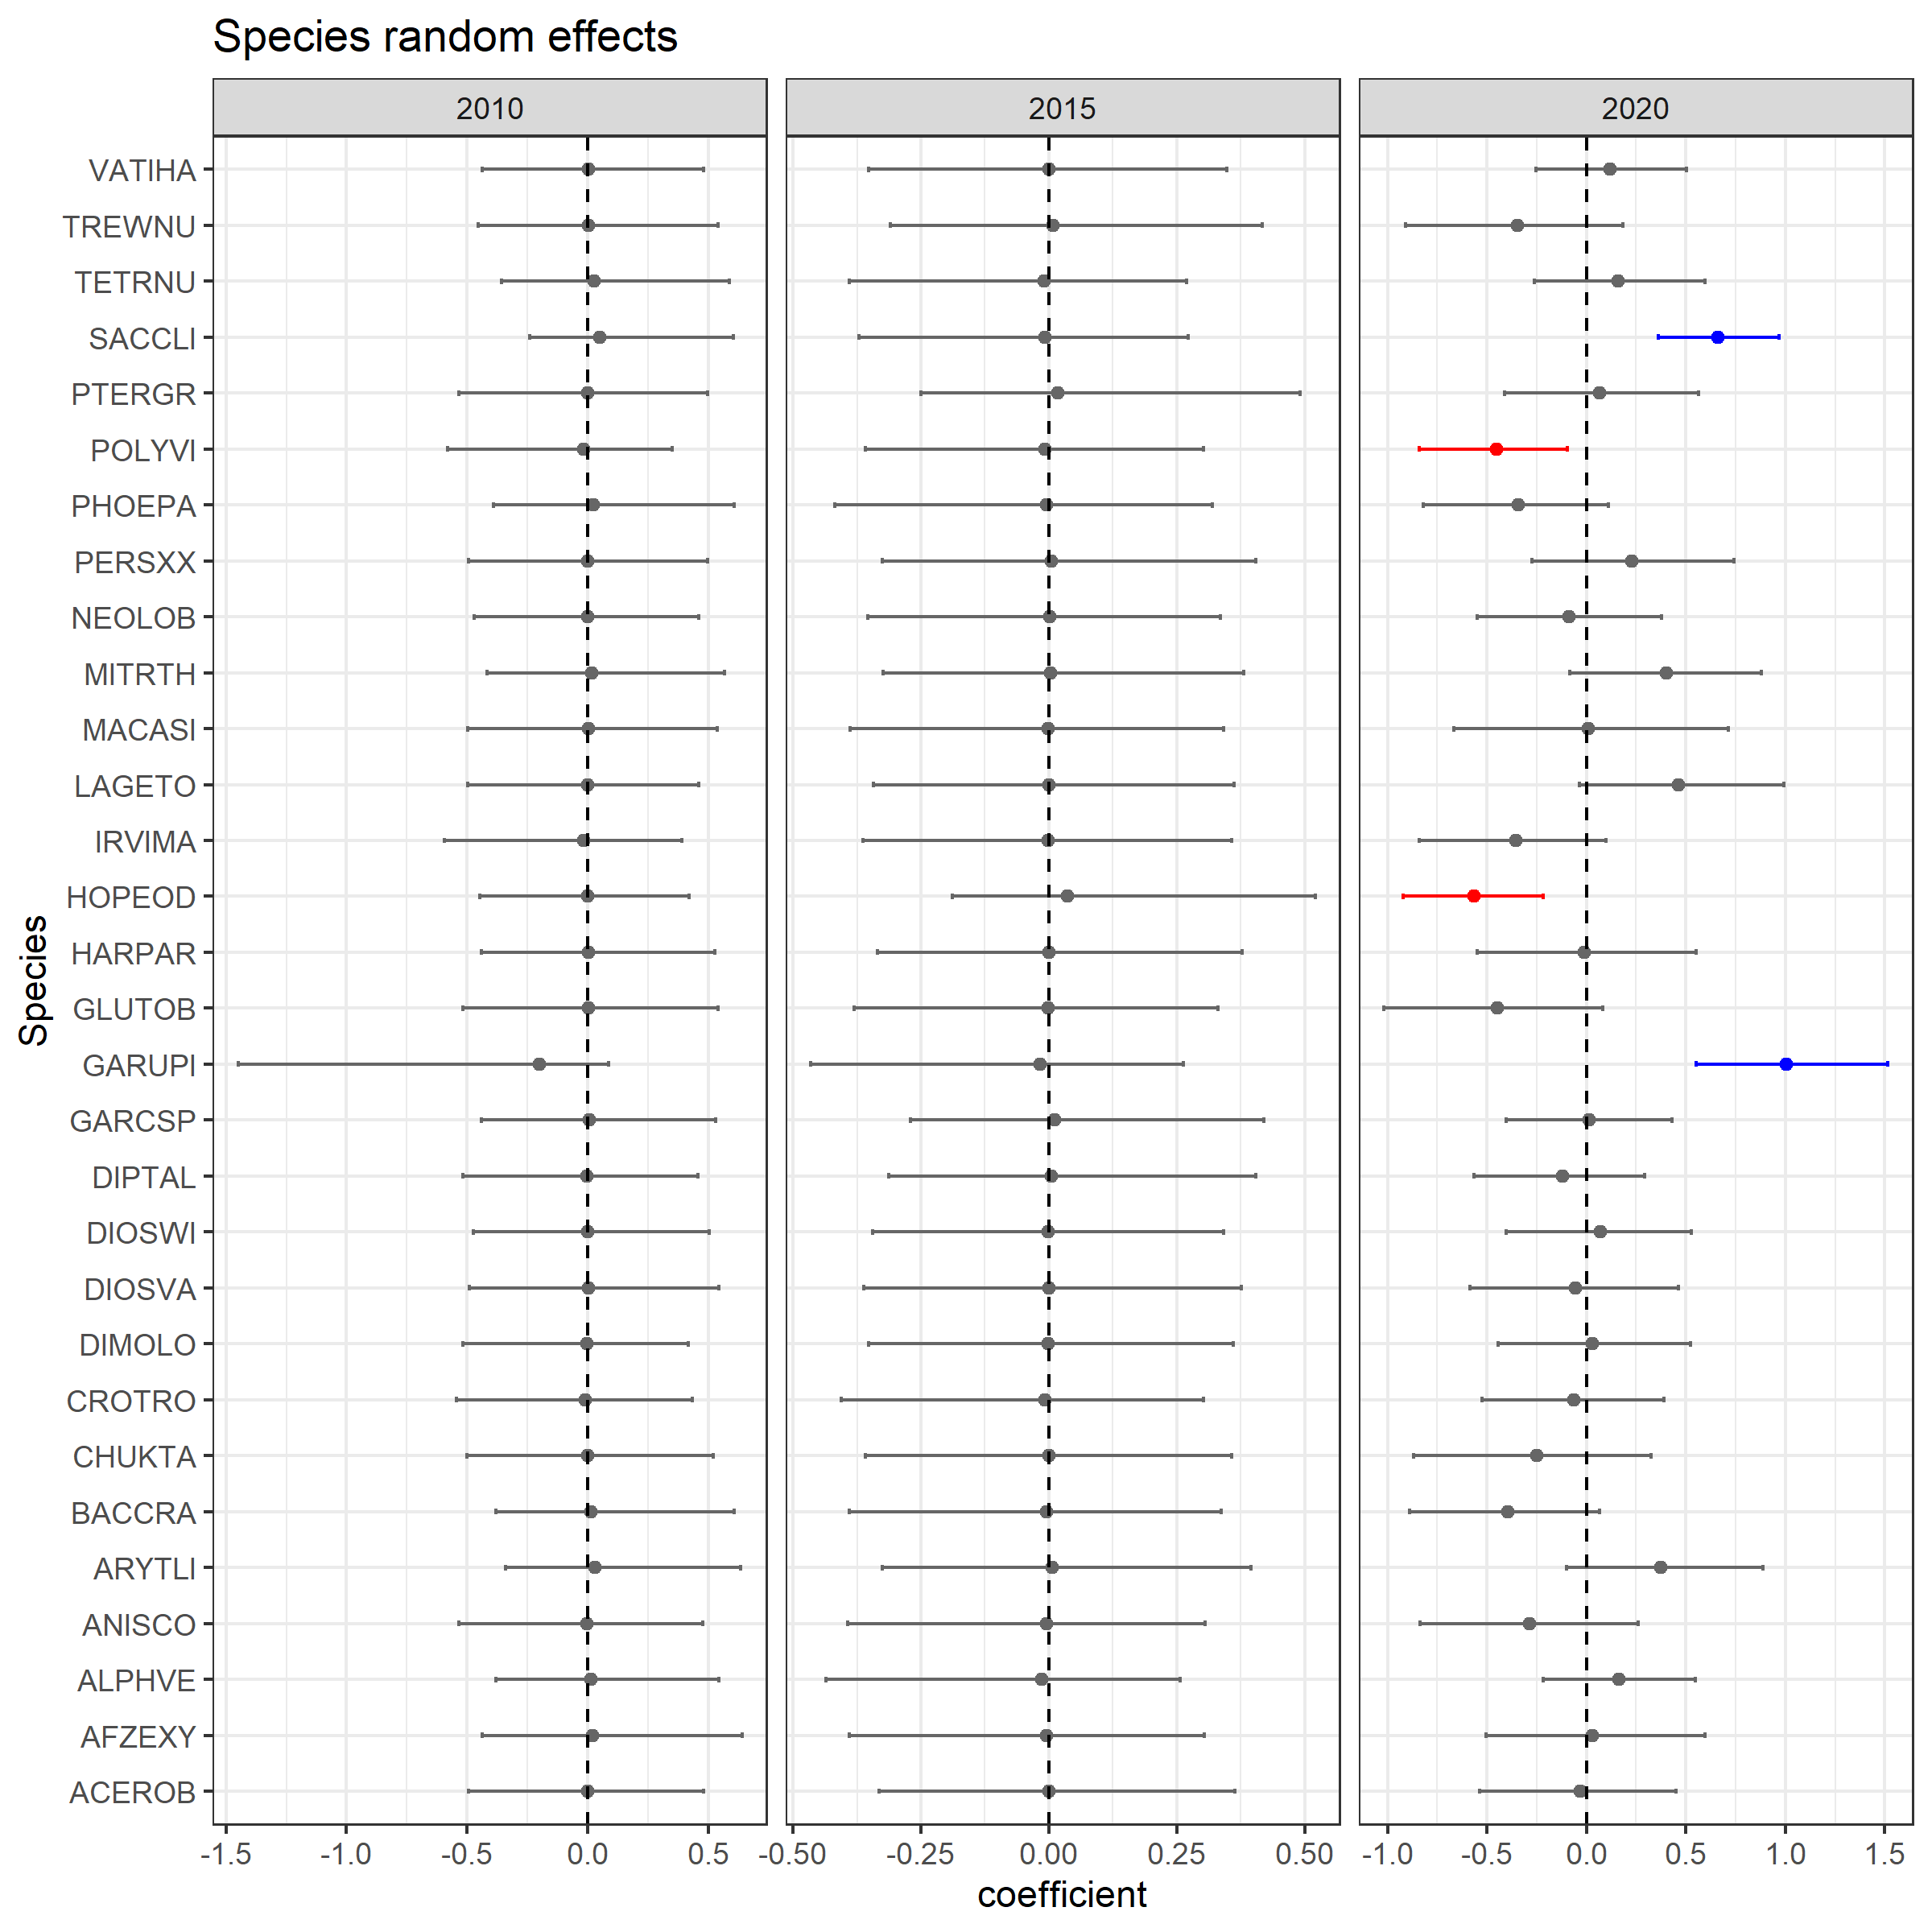 Species random effects
2010 2015 2020
Species
VATIHA
TREWNU
TETRNU
SACCLI
PTERGR
POLYVI
PHOEPA
PERSXX
NEOLOB
MITRTH
MACASI
LAGETO
IRVIMA
HOPEOD
HARPAR
GLUTOB
GARUPI
GARCSP
DIPTAL
DIOSWI
DIOSVA
DIMOLO
CROTRO
CHUKTA
BACCRA
ARYTLI
ANISCO
ALPHVE
AFZEXY
ACEROB
-1.5 -1.0 -0.5 0.0 0.5 -0.50 -0.25 0.00 0.25 0.50 -1.0 -0.5 0.0 0.5 1.0 1.5
coefficient